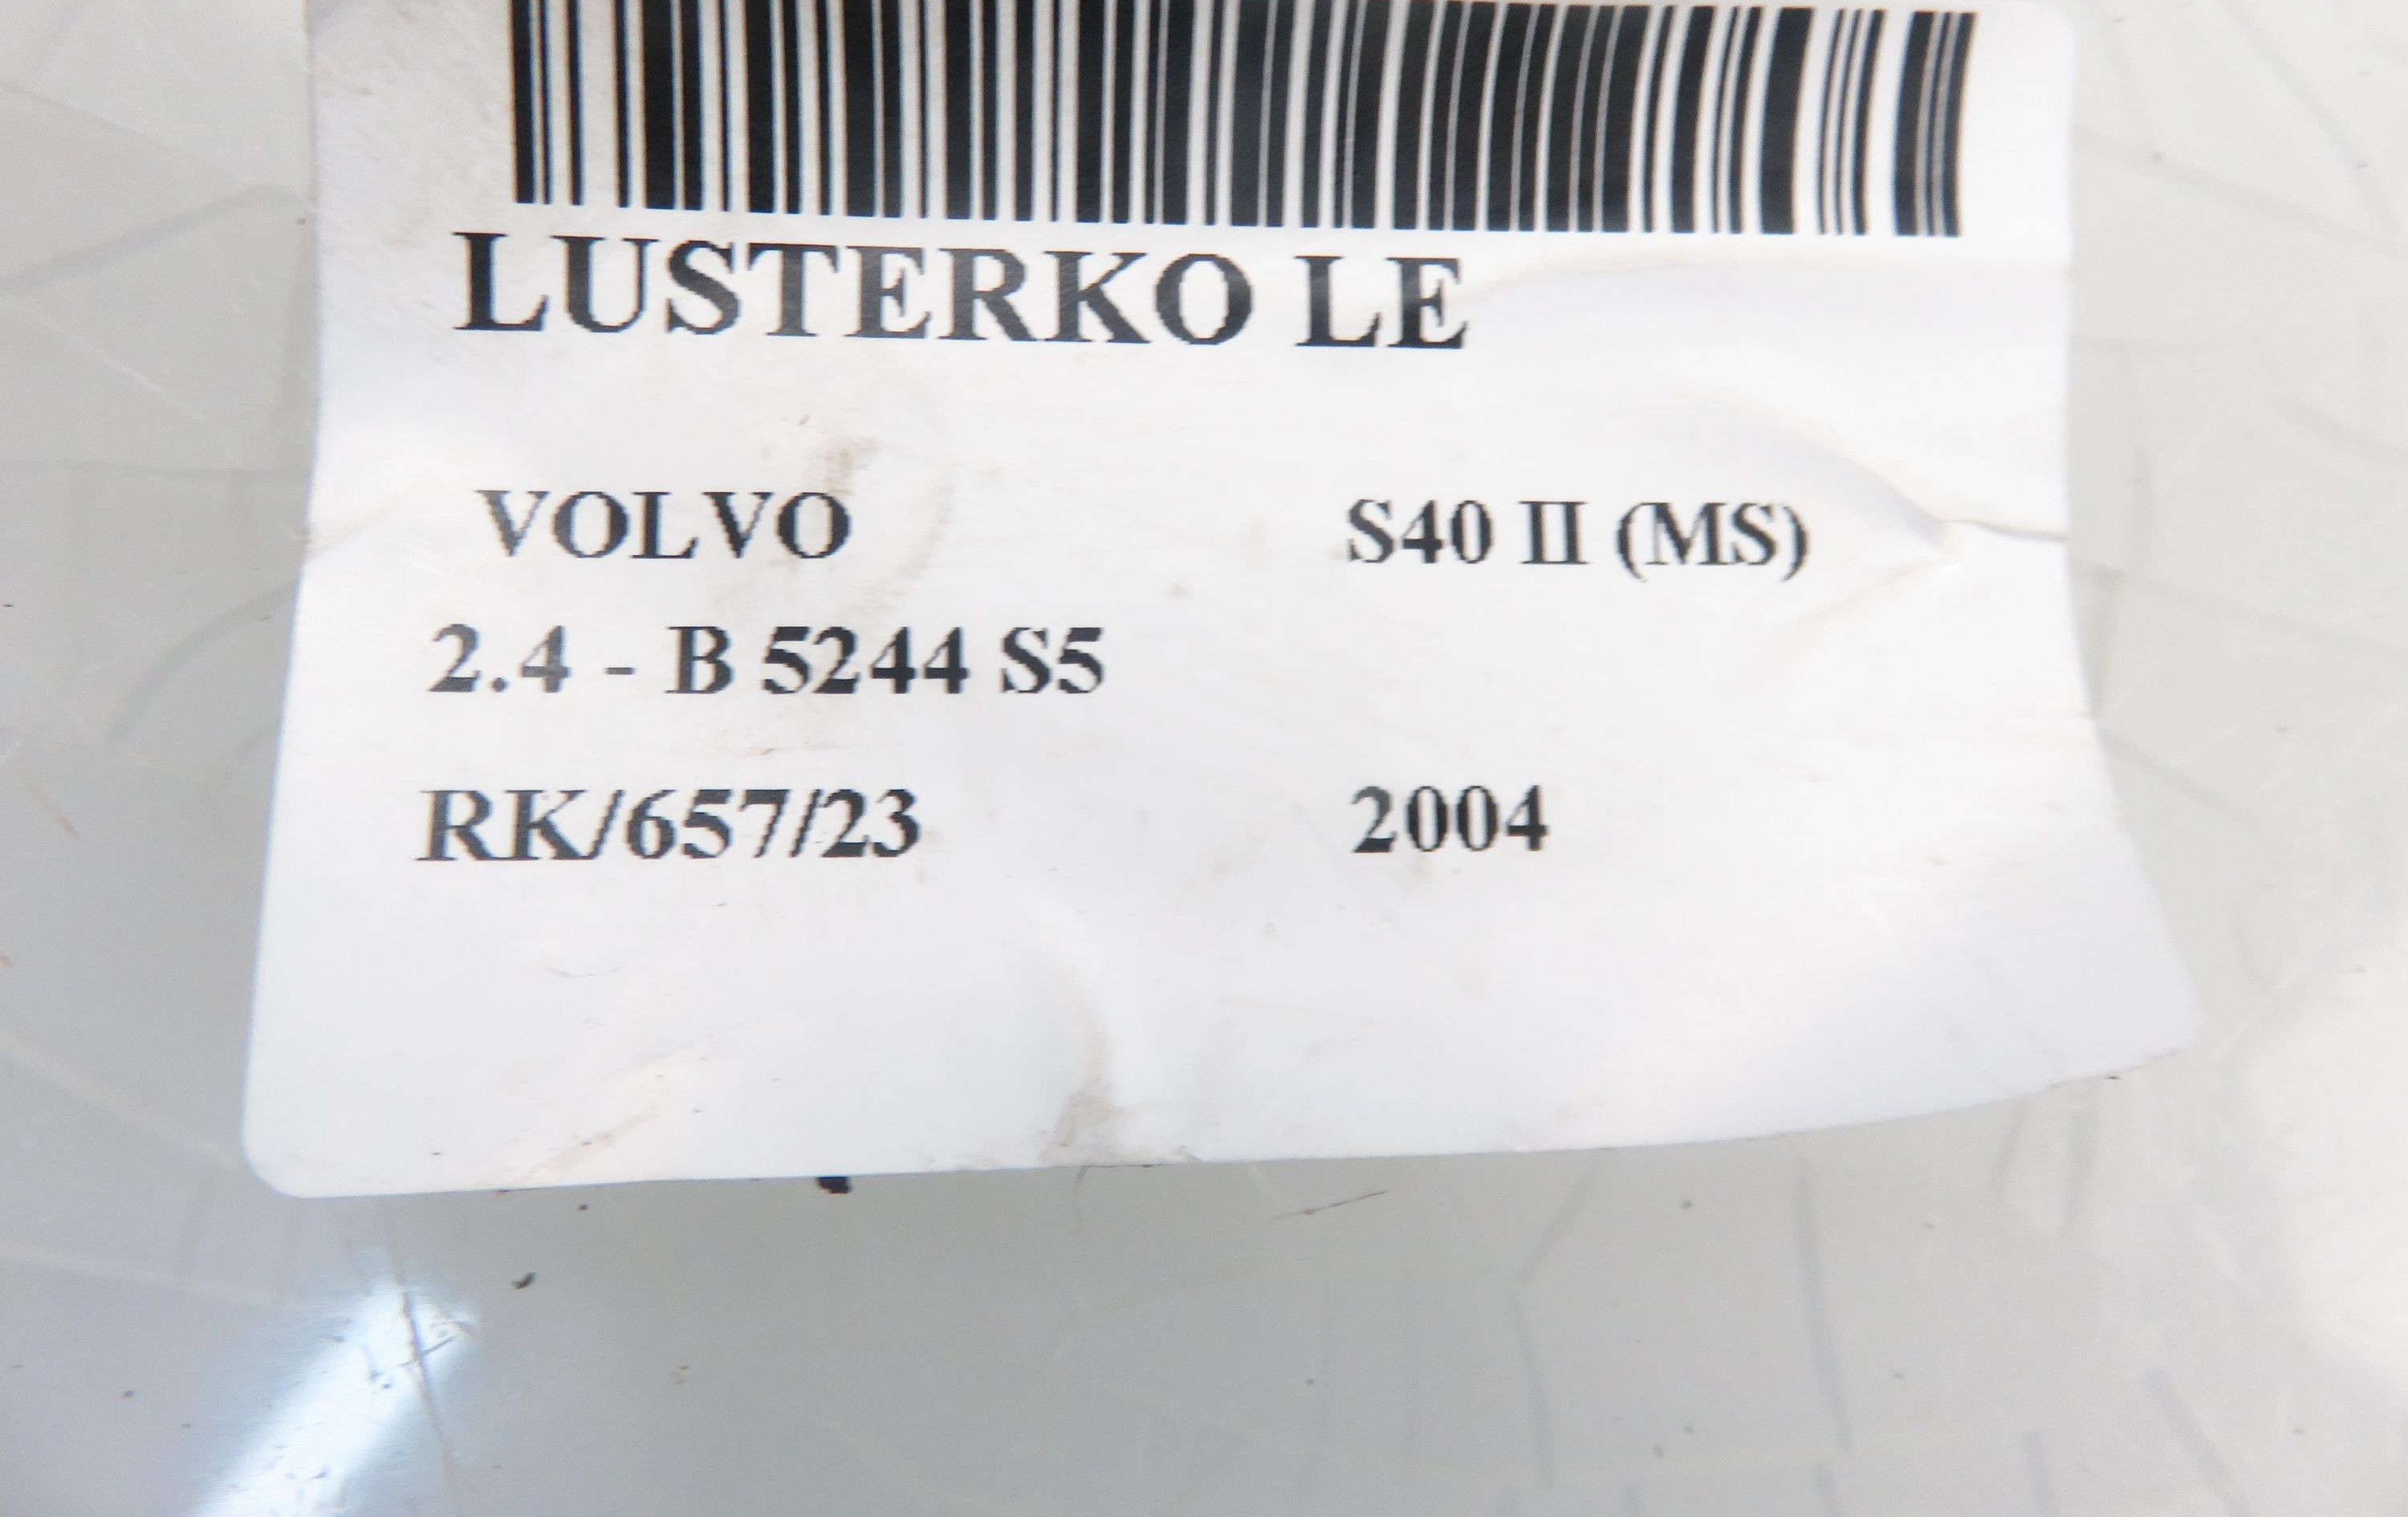 LUSTERKO LE
VOLVO S40 II (MS)
2.4 - B 5244 S5
RK/657/23 2004